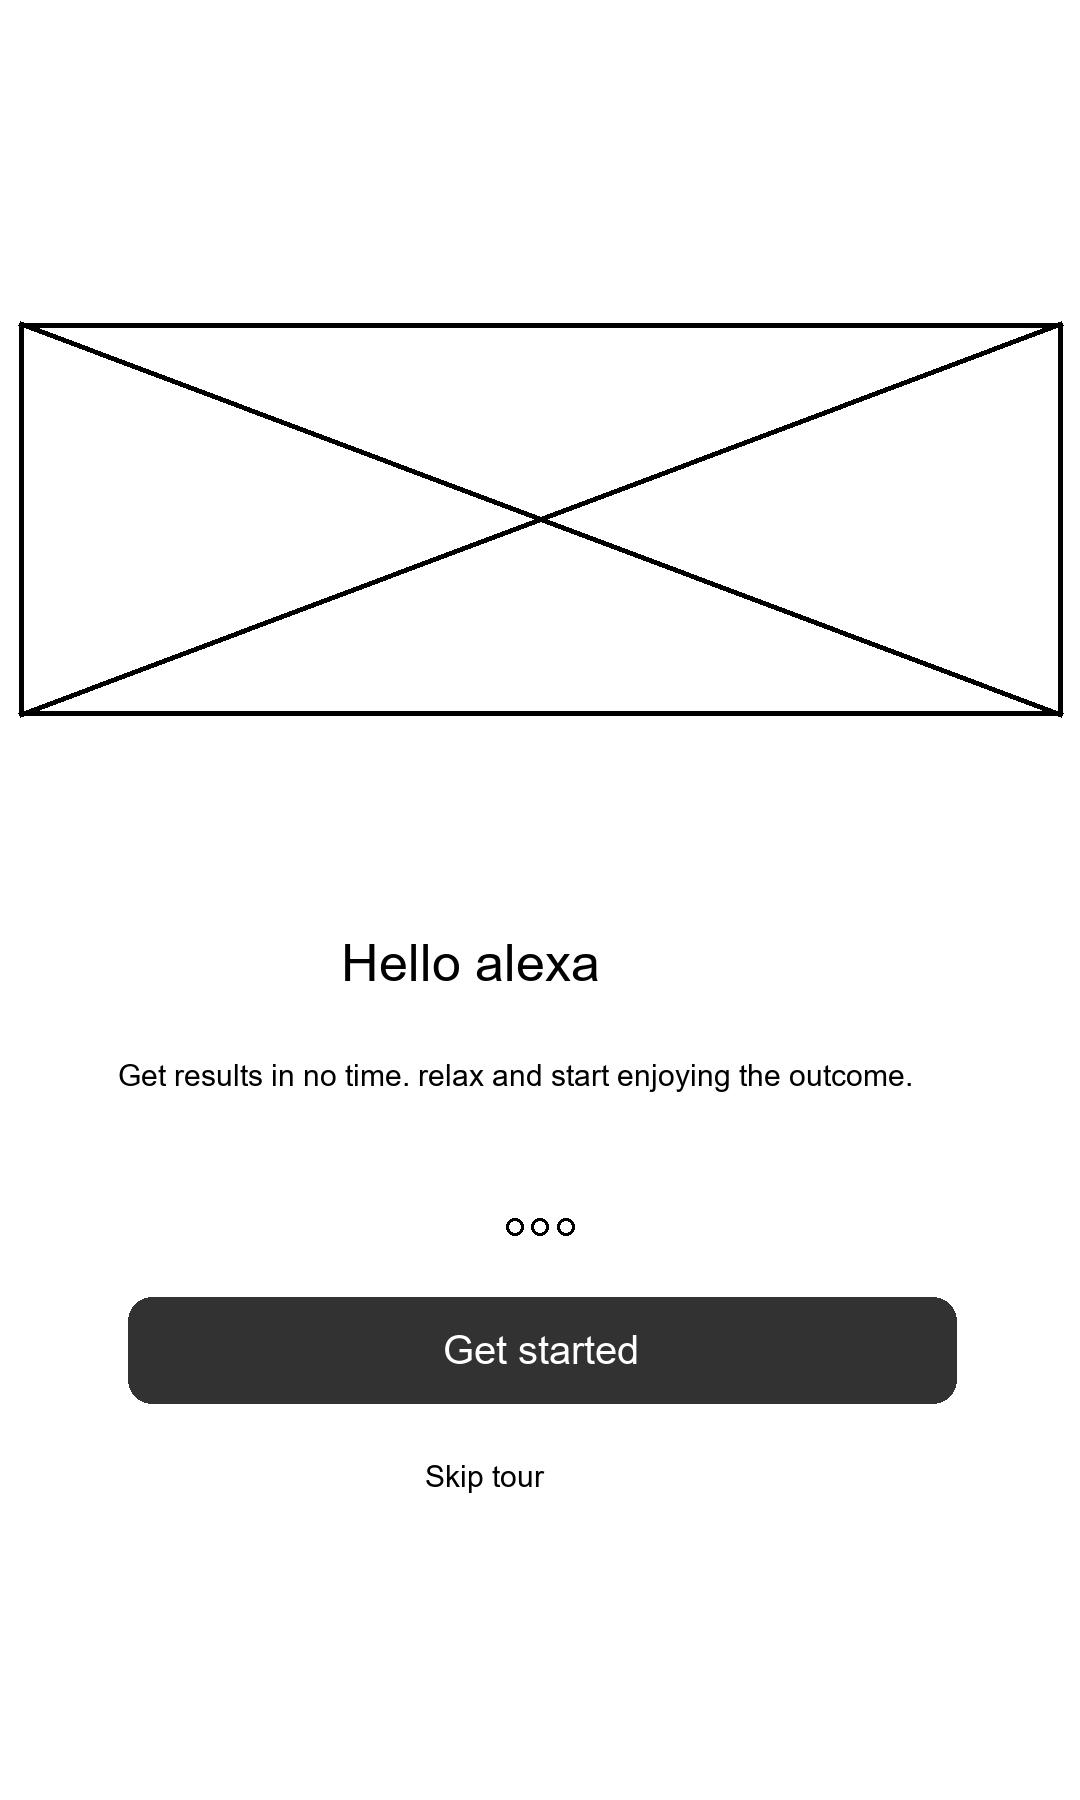 Hello alexa
Get results in no time. relax and start enjoying the outcome.
Get started
Skip tour